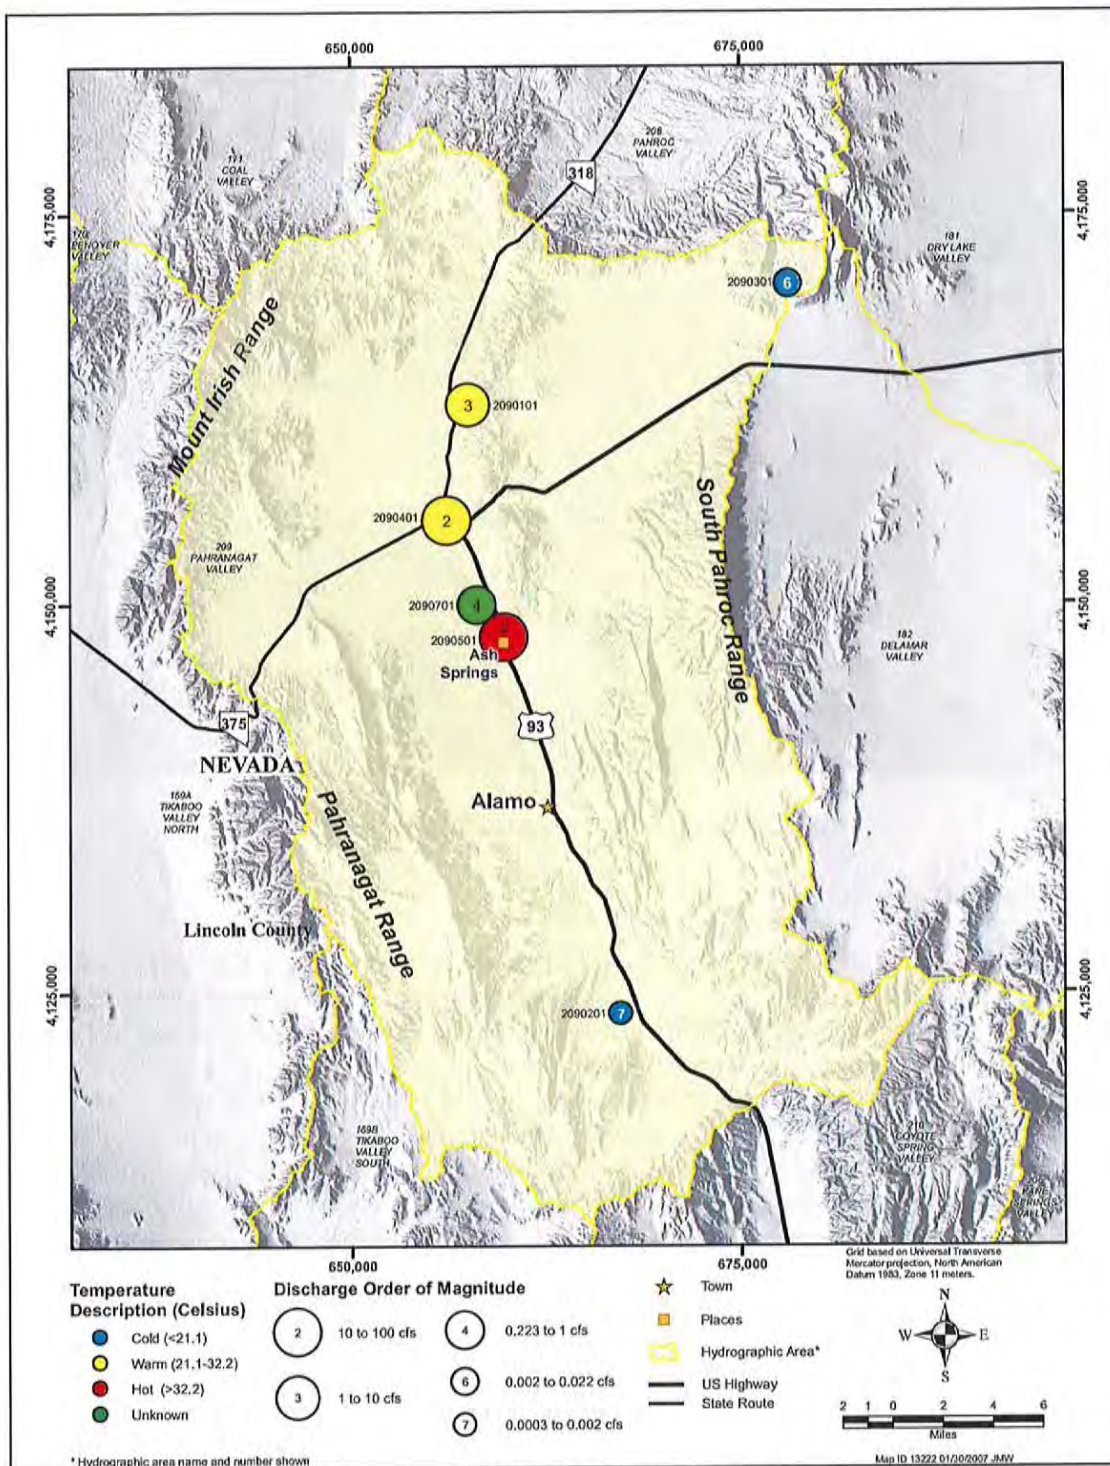 650,000
675,000
208
PAHROC
VALLEY
171
COAL
VALLEY
318
4,175,000
4,175,000
VALLEY
181
DRY LAKE
VALLEY
2090301
6
Mount Irish Range
3
2090101
South Pahroc Range
2090401
2
209
PAHRANAGAT
VALLEY
4,150,000
4,150,000
2090701
4
2090501
Ash
Springs
182
DELAMAR
VALLEY
93
375
NEVADA
169A
TIKABOO
VALLEY
NORTH
Alamo
Pahranagat Range
Lincoln County
4,125,000
4,125,000
2090201
7
169B
TIKABOO
VALLEY
SOUTH
210
COYOTE
SPRING
VALLEY
SPRINGS
VALLEY
650,000
675,000
Grid based on Universal Transverse
Mercator projection, North American
Datum 1983, Zone 11 meters.
Temperature
Description (Celsius)
Cold (<21.1)
Warm (21.1-32.2)
Hot (>32.2)
Unknown
Discharge Order of Magnitude
2 10 to 100 cfs
3 1 to 10 cfs
4 0.223 to 1 cfs
6 0.002 to 0.022 cfs
7 0.0003 to 0.002 cfs
Town
Places
Hydrographic Area*
US Highway
State Route
N
W E
S
2 1 0 2 4 6
Miles
* Hydrographic area name and number shown
Map ID 13222 01/30/2007 JMW